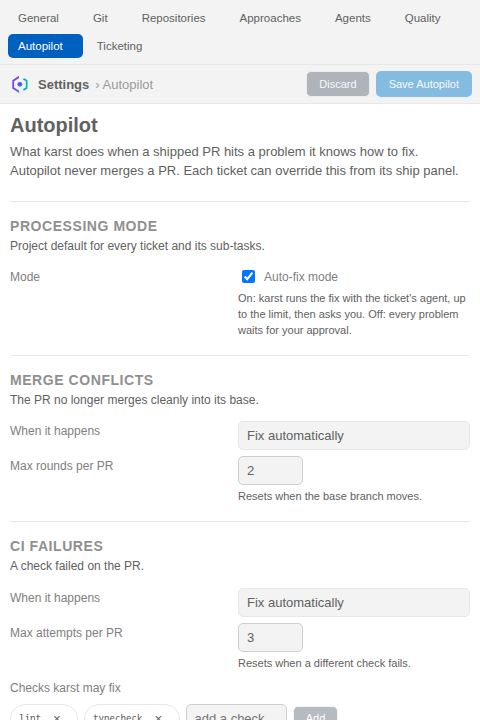 General Git Repositories Approaches Agents Quality
Autopilot Ticketing
Settings › Autopilot Discard Save Autopilot
Autopilot
What karst does when a shipped PR hits a problem it knows how to fix.
Autopilot never merges a PR. Each ticket can override this from its ship panel.
PROCESSING MODE
Project default for every ticket and its sub-tasks.
Mode Auto-fix mode
On: karst runs the fix with the ticket's agent, up
to the limit, then asks you. Off: every problem
waits for your approval.
MERGE CONFLICTS
The PR no longer merges cleanly into its base.
When it happens Fix automatically
Max rounds per PR 2
Resets when the base branch moves.
CI FAILURES
A check failed on the PR.
When it happens Fix automatically
Max attempts per PR 3
Resets when a different check fails.
Checks karst may fix
lint × typecheck × add a check Add